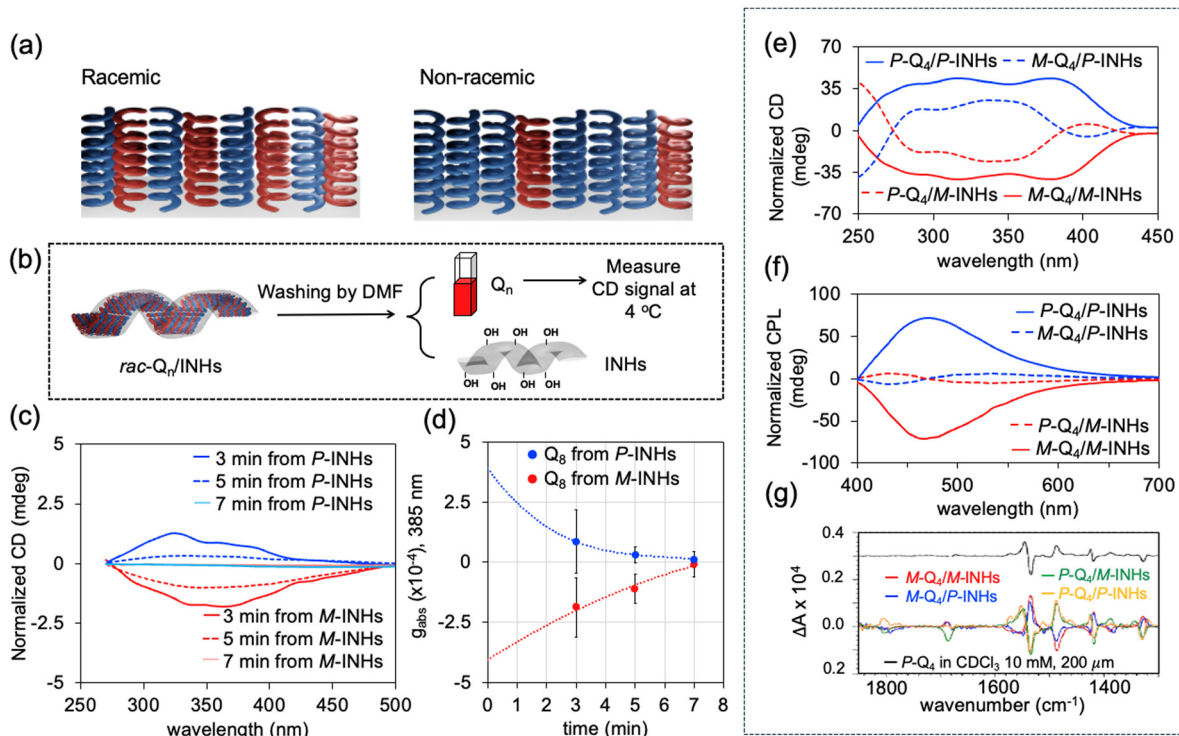 (a)
Racemic
Non-racemic
(b)
rac-Qn/INHs
Washing by DMF
Qn
Measure
CD signal at
4 °C
OH
OH
OH
OH
OH
OH
OH
INHs
(c)
Normalized CD (mdeg)
5
2.5
0
-2.5
-5
3 min from P-INHs
5 min from P-INHs
7 min from P-INHs
3 min from M-INHs
5 min from M-INHs
7 min from M-INHs
250 300 350 400 450 500
wavelength (nm)
(d)
gabs (x10⁻⁴), 385 nm
5
2.5
0
-2.5
-5
Q8 from P-INHs
Q8 from M-INHs
0 1 2 3 4 5 6 7 8
time (min)
(e)
Normalized CD
(mdeg)
70
35
0
-35
-70
P-Q4/P-INHs
M-Q4/P-INHs
P-Q4/M-INHs
M-Q4/M-INHs
250 300 350 400 450
wavelength (nm)
(f)
Normalized CPL
(mdeg)
100
50
0
-50
-100
P-Q4/P-INHs
M-Q4/P-INHs
P-Q4/M-INHs
M-Q4/M-INHs
400 500 600 700
wavelength (nm)
(g)
ΔA x 10⁴
0.4
0.2
0.0
0.2
M-Q4/M-INHs
P-Q4/M-INHs
M-Q4/P-INHs
P-Q4/P-INHs
P-Q4 in CDCl3 10 mM, 200 μm
1800 1600 1400
wavenumber (cm⁻¹)